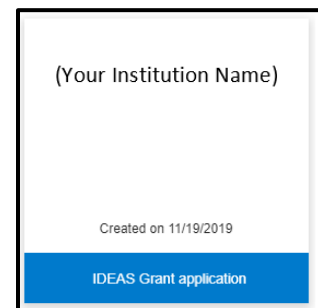 (Your Institution Name)
Created on 11/19/2019
IDEAS Grant application